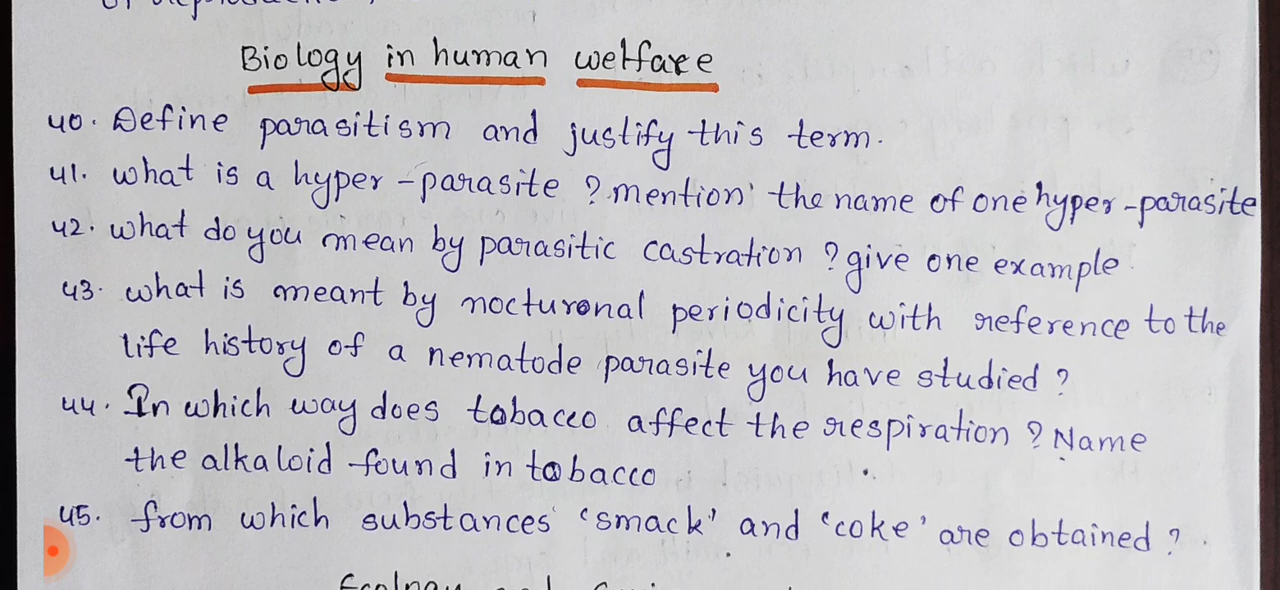 Biology in human welfare
40. Define parasitism and justify this term.
41. what is a hyper-parasite ? mention the name of one hyper-parasite
42. what do you mean by parasitic castration ? give one example
43. what is meant by nocturonal periodicity with reference to the
life history of a nematode parasite you have studied ?
44. In which way does tobacco affect the respiration ? Name
the alkaloid found in tobacco
45. from which substances 'smack' and 'coke' are obtained ?